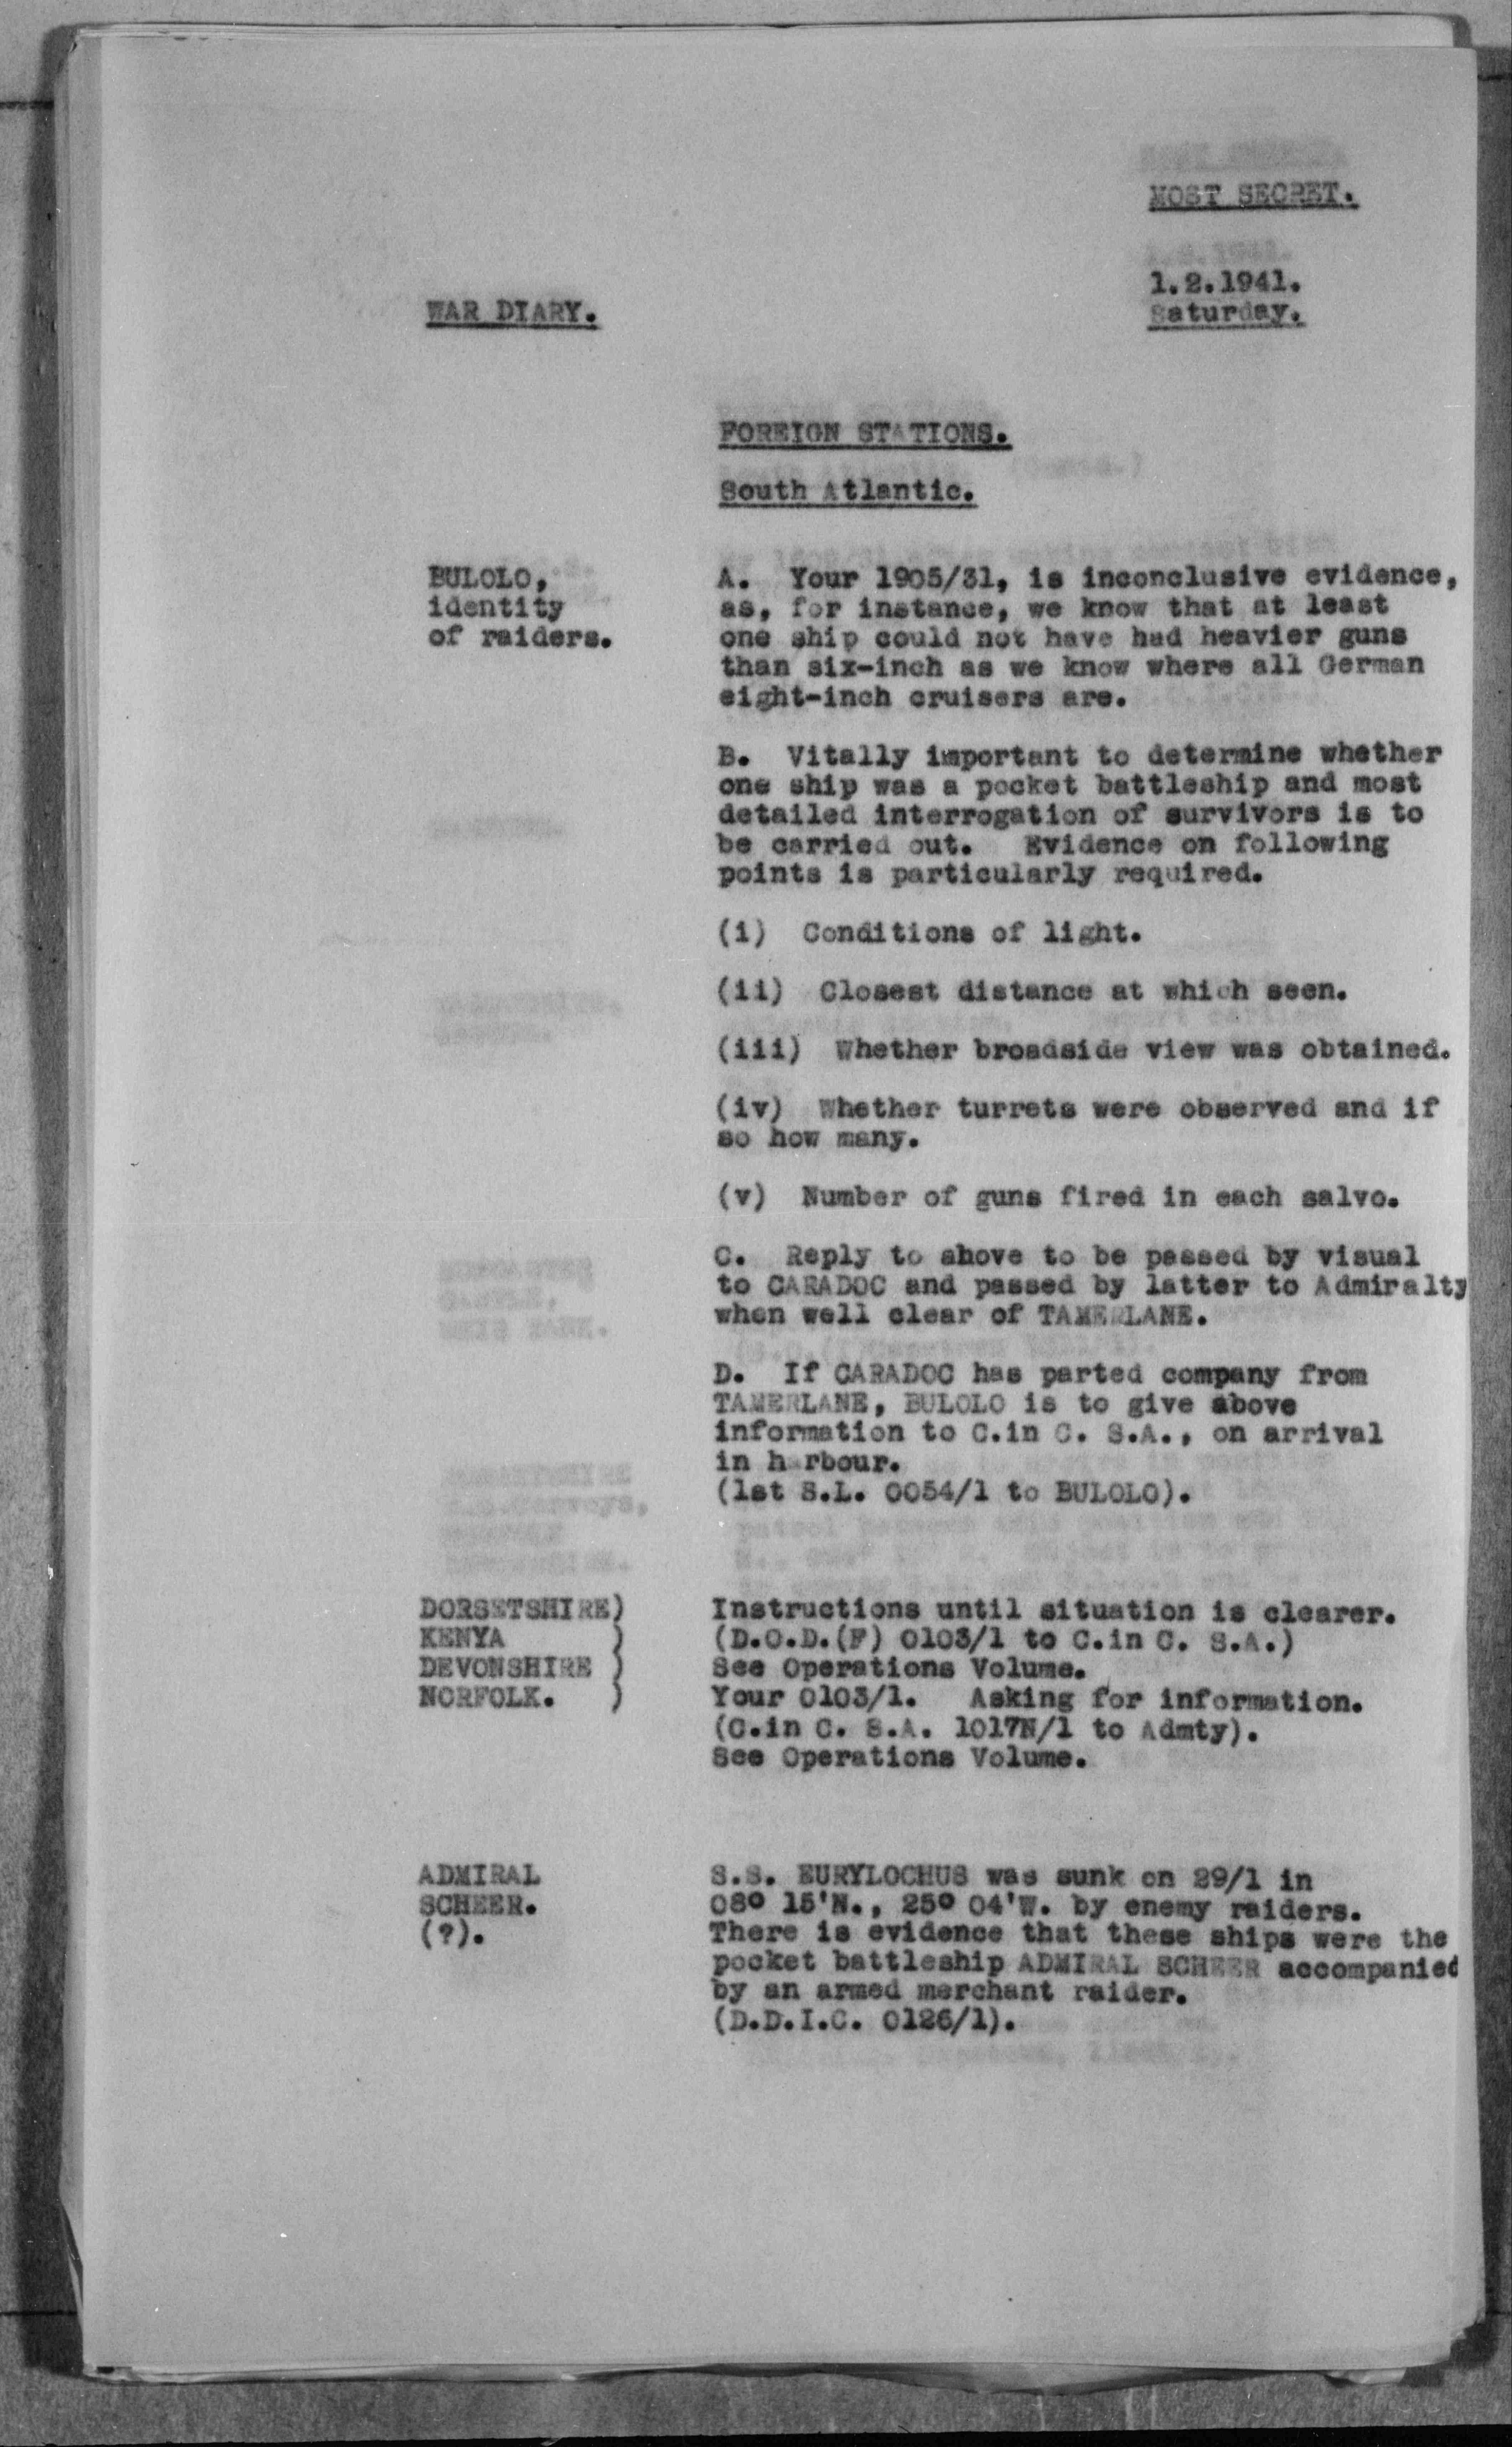 MOST SECRET.
1.2.1941.
Saturday.
WAR DIARY.
FOREIGN STATIONS.
South Atlantic.
BULOLO,
identity
of raiders.
A. Your 1905/31, is inconclusive evidence,
as, for instance, we know that at least
one ship could not have had heavier guns
than six-inch as we know where all German
eight-inch cruisers are.
B. Vitally important to determine whether
one ship was a pocket battleship and most
detailed interrogation of survivors is to
be carried out. Evidence on following
points is particularly required.
(i) Conditions of light.
(ii) Closest distance at which seen.
(iii) Whether broadside view was obtained.
(iv) Whether turrets were observed and if
so how many.
(v) Number of guns fired in each salvo.
C. Reply to above to be passed by visual
to CARADOC and passed by latter to Admiralty
when well clear of TAMERLANE.
D. If CARADOC has parted company from
TAMERLANE, BULOLO is to give above
information to C.in C. S.A., on arrival
in harbour.
(1st S.L. 0054/1 to BULOLO).
DORSETSHIRE)
KENYA )
DEVONSHIRE )
NORFOLK. )
Instructions until situation is clearer.
(D.O.D.(F) 0103/1 to C.in C. S.A.)
See Operations Volume.
Your 0103/1. Asking for information.
(C.in C. S.A. 1017N/1 to Admty).
See Operations Volume.
ADMIRAL
SCHEER.
(?).
S.S. EURYLOCHUS was sunk on 29/1 in
08° 15'N., 25° 04'W. by enemy raiders.
There is evidence that these ships were the
pocket battleship ADMIRAL SCHEER accompanied
by an armed merchant raider.
(D.D.I.C. 0126/1).